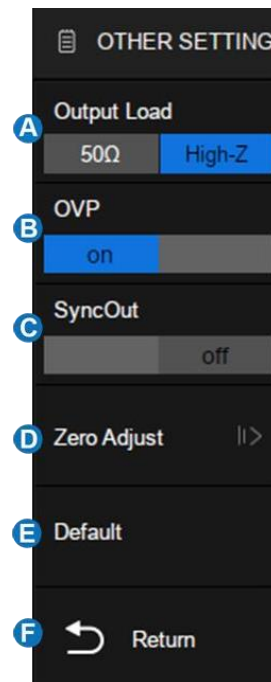 OTHER SETTING
A
Output Load
50Ω High-Z
B
OVP
on
C
SyncOut
off
D
Zero Adjust
E
Default
F
Return